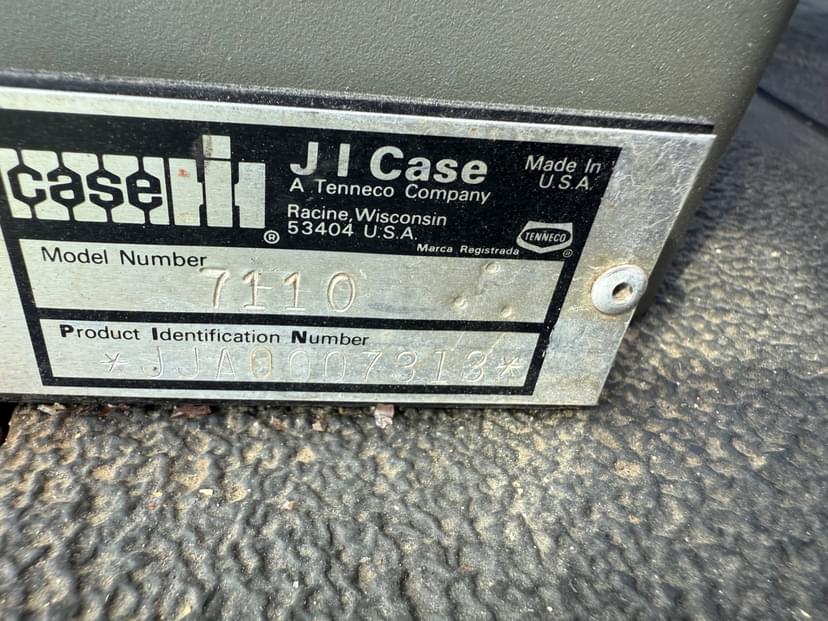 case IH ®
J I Case
A Tenneco Company
Racine, Wisconsin
53404 U.S.A.
Made In
U.S.A.
Marca Registrada
TENNECO ®
Model Number
7110
Product Identification Number
*JJA0007313*